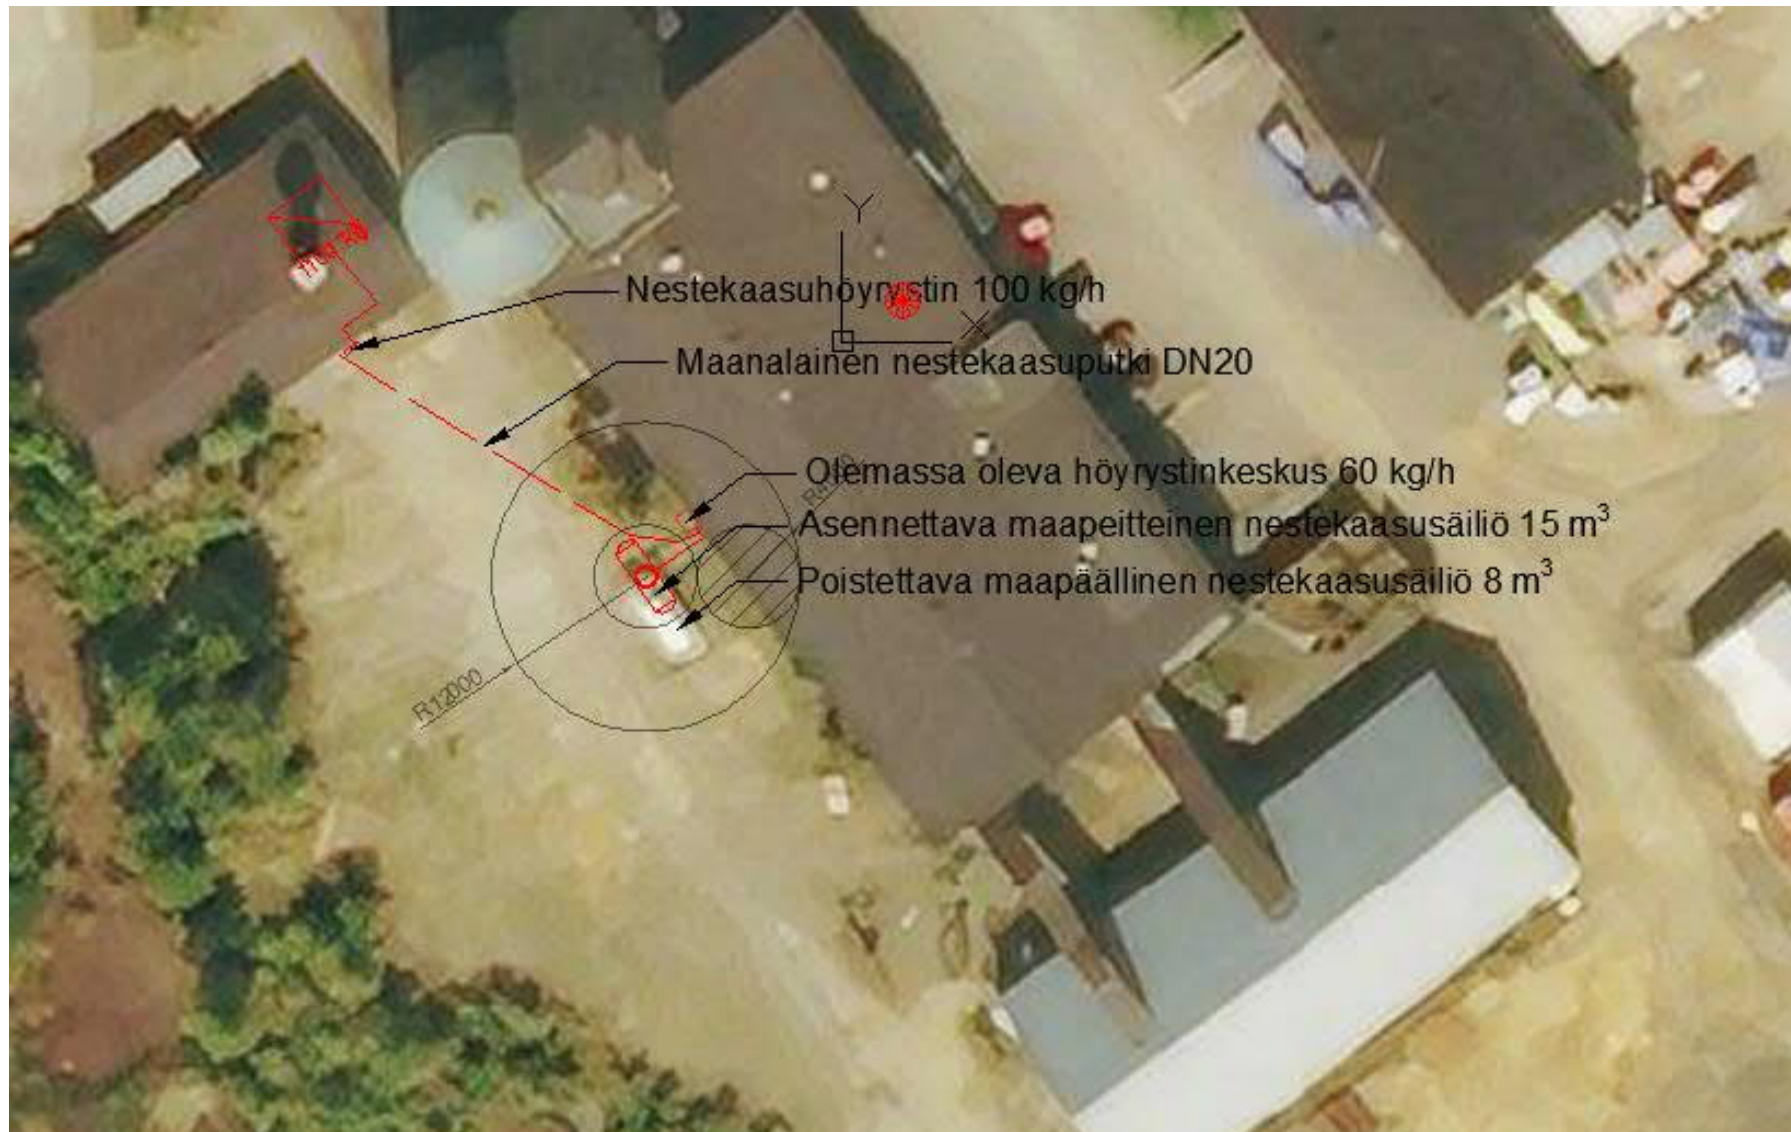 Y
Nestekaasuhöyrystin 100 kg/h
X
Maanalainen nestekaasuputki DN20
Olemassa oleva höyrystinkeskus 60 kg/h
Asennettava maapeitteinen nestekaasusäiliö 15 m³
Poistettava maapäällinen nestekaasusäiliö 8 m³
R12000